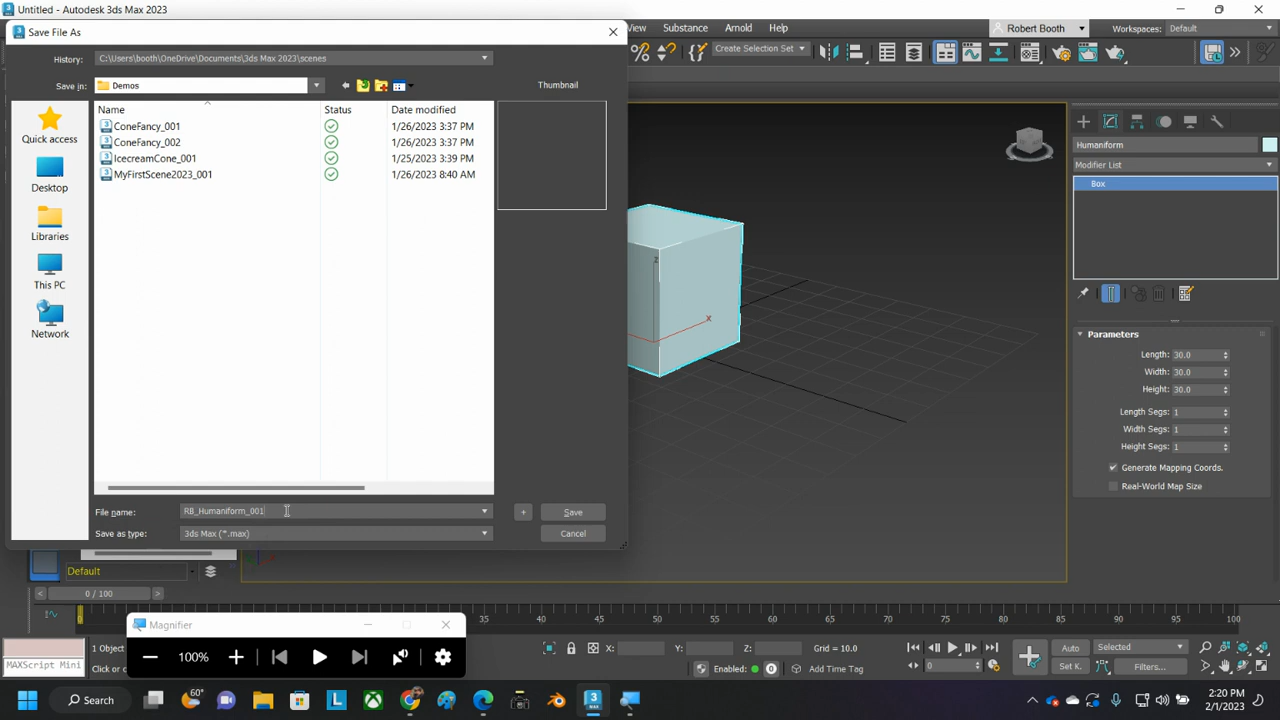 Untitled - Autodesk 3ds Max 2023
Save File As
View
Substance
Arnold
Help
Robert Booth
Workspaces:
Default
Create Selection Set
History:
C:\Users\booth\OneDrive\Documents\3ds Max 2023\scenes
Save in:
Demos
Thumbnail
Name
Status
Date modified
ConeFancy_001
1/26/2023 3:37 PM
ConeFancy_002
1/26/2023 3:37 PM
IcecreamCone_001
1/25/2023 3:39 PM
MyFirstScene2023_001
1/26/2023 8:40 AM
Quick access
Desktop
Libraries
This PC
Network
File name:
RB_Humaniform_001
+
Save
Save as type:
3ds Max (*.max)
Cancel
z
x
Humaniform
Modifier List
Box
Parameters
Length: 30.0
Width: 30.0
Height: 30.0
Length Segs: 1
Width Segs: 1
Height Segs: 1
Generate Mapping Coords.
Real-World Map Size
Default
0 / 100
0
35 40 45 50 55 60 65 70 75 80 85 90 95 100
Magnifier
100%
MAXScript Mini
1 Object
Click or
X:
Y:
Z:
Grid = 10.0
Enabled:
0
Add Time Tag
Auto
Selected
Set K.
Filters...
0
60°
Search
2:20 PM
2/1/2023